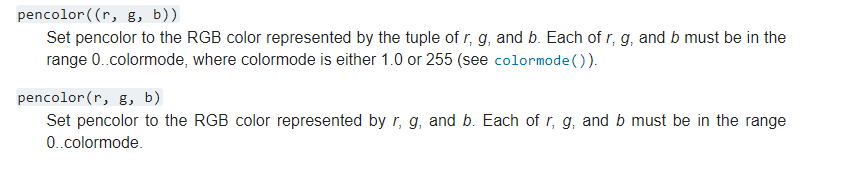 pencolor((r, g, b))
Set pencolor to the RGB color represented by the tuple of r, g, and b. Each of r, g, and b must be in the
range 0..colormode, where colormode is either 1.0 or 255 (see colormode()).
pencolor(r, g, b)
Set pencolor to the RGB color represented by r, g, and b. Each of r, g, and b must be in the range
0..colormode.